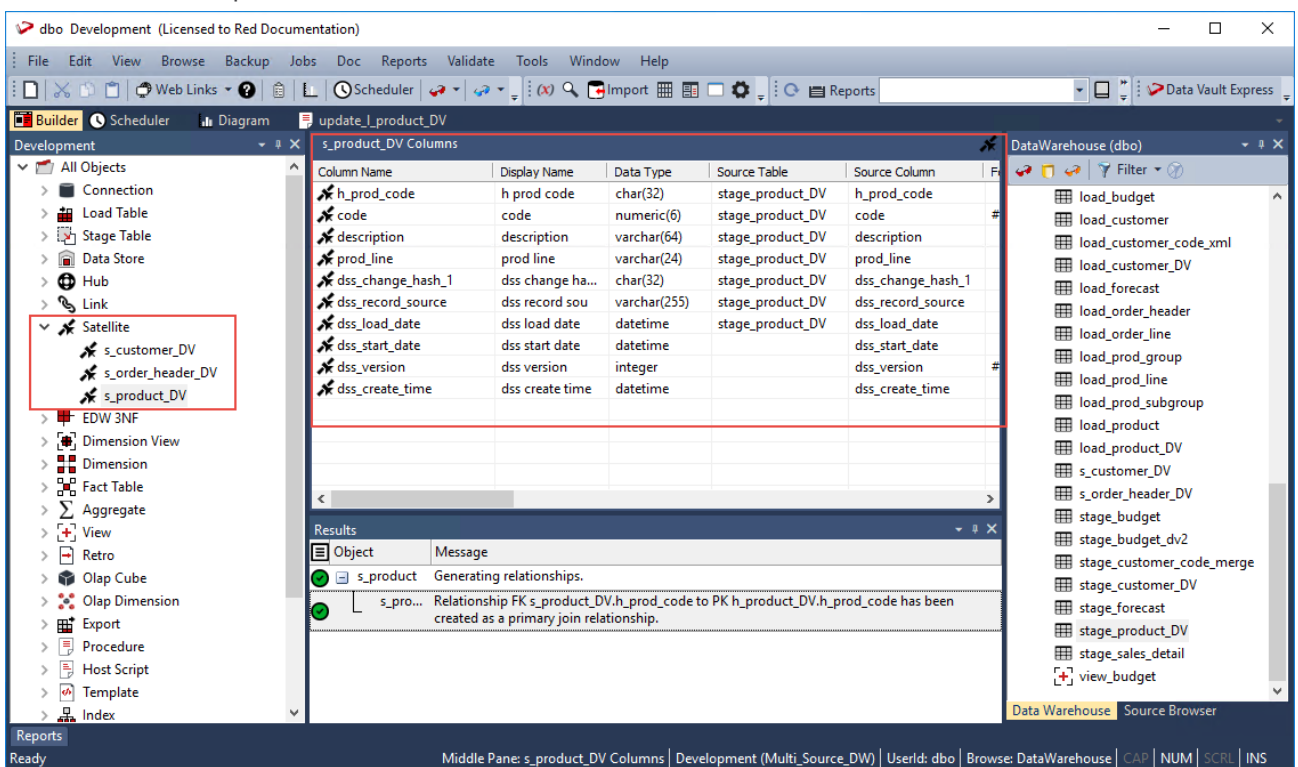 dbo Development (Licensed to Red Documentation)
File Edit View Browse Backup Jobs Doc Reports Validate Tools Window Help
Web Links Scheduler (x) Import Reports Data Vault Express
Builder Scheduler Diagram update_l_product_DV
Development
All Objects
Connection
Load Table
Stage Table
Data Store
Hub
Link
Satellite
s_customer_DV
s_order_header_DV
s_product_DV
EDW 3NF
Dimension View
Dimension
Fact Table
Aggregate
View
Retro
Olap Cube
Olap Dimension
Export
Procedure
Host Script
Template
Index
s_product_DV Columns
Column Name Display Name Data Type Source Table Source Column
h_prod_code h prod code char(32) stage_product_DV h_prod_code
code code numeric(6) stage_product_DV code #
description description varchar(64) stage_product_DV description
prod_line prod line varchar(24) stage_product_DV prod_line
dss_change_hash_1 dss change ha... char(32) stage_product_DV dss_change_hash_1
dss_record_source dss record sou varchar(255) stage_product_DV dss_record_source
dss_load_date dss load date datetime stage_product_DV dss_load_date
dss_start_date dss start date datetime dss_start_date
dss_version dss version integer dss_version #
dss_create_time dss create time datetime dss_create_time
Results
Object Message
s_product Generating relationships.
s_pro... Relationship FK s_product_DV.h_prod_code to PK h_product_DV.h_prod_code has been
created as a primary join relationship.
DataWarehouse (dbo)
Filter
load_budget
load_customer
load_customer_code_xml
load_customer_DV
load_forecast
load_order_header
load_order_line
load_prod_group
load_prod_line
load_prod_subgroup
load_product
load_product_DV
s_customer_DV
s_order_header_DV
stage_budget
stage_budget_dv2
stage_customer_code_merge
stage_customer_DV
stage_forecast
stage_product_DV
stage_sales_detail
view_budget
Data Warehouse Source Browser
Reports
Ready Middle Pane: s_product_DV Columns Development (Multi_Source_DW) UserId: dbo Browse: DataWarehouse CAP NUM SCRL INS